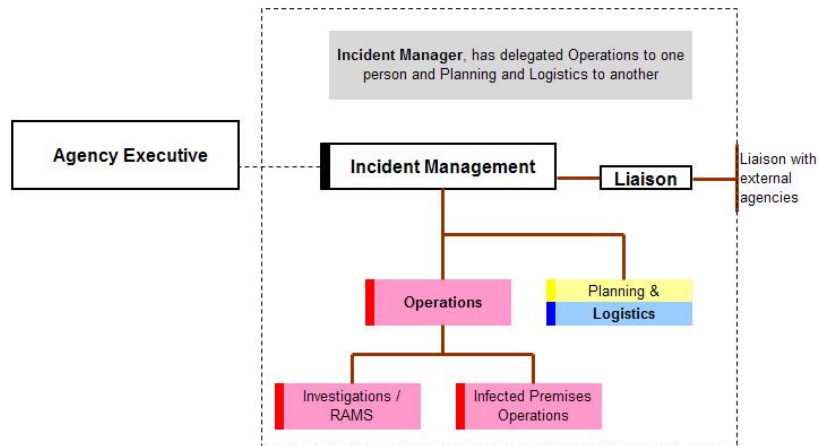 Incident Manager, has delegated Operations to one
person and Planning and Logistics to another
Agency Executive
Incident Management
Liaison
Liaison with
external
agencies
Operations
Planning &
Logistics
Investigations /
RAMS
Infected Premises
Operations